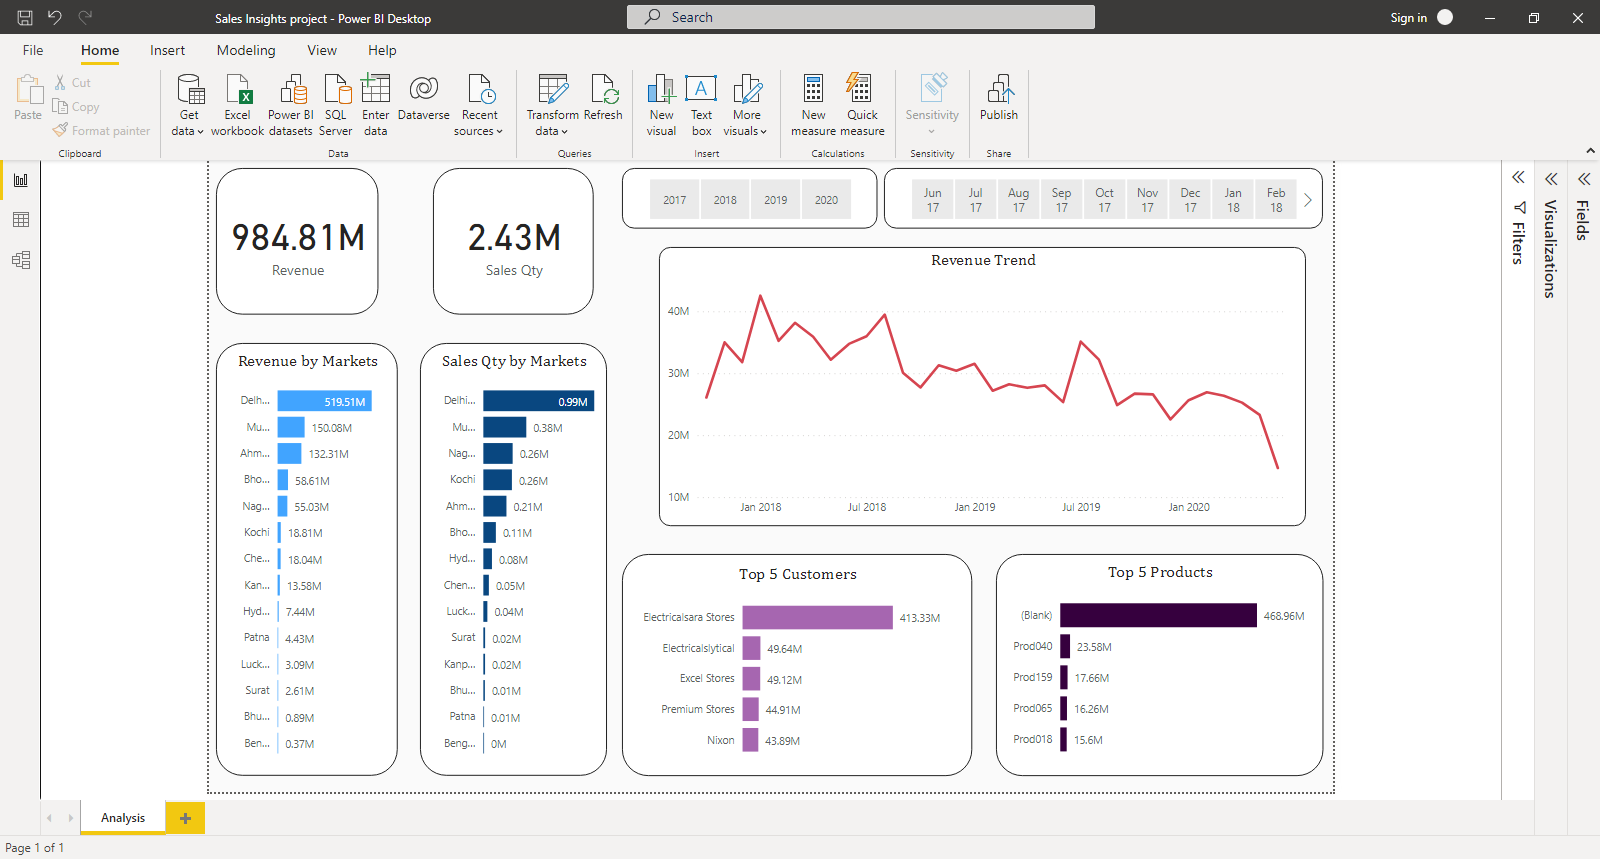 Sales Insights project - Power BI Desktop
Search
Sign in
File Home Insert Modeling View Help
Paste
Cut
Copy
Format painter
Clipboard
Get data
Excel workbook
Power BI datasets
SQL Server
Enter data
Dataverse
Recent sources
Data
Transform data
Refresh
Queries
New visual
A
Text box
More visuals
Insert
New measure
Quick measure
Calculations
Sensitivity
Sensitivity
Publish
Share
984.81M
Revenue
2.43M
Sales Qty
2017 2018 2019 2020
Jun 17
Jul 17
Aug 17
Sep 17
Oct 17
Nov 17
Dec 17
Jan 18
Feb 18
Revenue by Markets
Delh... 519.51M
Mu... 150.08M
Ahm... 132.31M
Bho... 58.61M
Nag... 55.03M
Kochi 18.81M
Che... 18.04M
Kan... 13.58M
Hyd... 7.44M
Patna 4.43M
Luck... 3.09M
Surat 2.61M
Bhu... 0.89M
Ben... 0.37M
Sales Qty by Markets
Delhi... 0.99M
Mu... 0.38M
Nag... 0.26M
Kochi 0.26M
Ahm... 0.21M
Bho... 0.11M
Hyd... 0.08M
Chen... 0.05M
Luck... 0.04M
Surat 0.02M
Kanp... 0.02M
Bhu... 0.01M
Patna 0.01M
Beng... 0M
Revenue Trend
40M
30M
20M
10M
Jan 2018 Jul 2018 Jan 2019 Jul 2019 Jan 2020
Top 5 Customers
Electricalsara Stores 413.33M
Electricalslytical 49.64M
Excel Stores 49.12M
Premium Stores 44.91M
Nixon 43.89M
Top 5 Products
(Blank) 468.96M
Prod040 23.58M
Prod159 17.66M
Prod065 16.26M
Prod018 15.6M
Filters
Visualizations
Fields
Analysis
Page 1 of 1